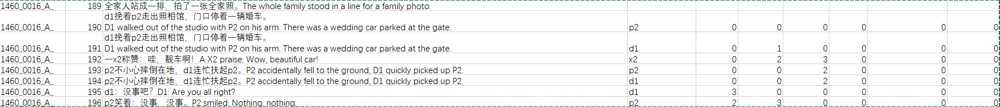 1460_0016_A_ 189 全家人站成一排，拍了一张全家照。The whole family stood in a line for a family photo.
d1挽着p2走出照相馆，门口停着一辆婚车。
1460_0016_A_ 190 D1 walked out of the studio with P2 on his arm. There was a wedding car parked at the gate. p2 0 0 0 0 0 0
d1挽着p2走出照相馆，门口停着一辆婚车。
1460_0016_A_ 191 D1 walked out of the studio with P2 on his arm. There was a wedding car parked at the gate. d1 0 1 0 0 0 0
1460_0016_A_ 192 一x2称赞：哇，靓车啊！A X2 praise: Wow, beautiful car! x2 0 2 3 0 0 0
1460_0016_A_ 193 p2不小心摔倒在地，d1连忙扶起p2。P2 accidentally fell to the ground, D1 quickly picked up P2. p2 0 0 2 0 0 0
1460_0016_A_ 194 p2不小心摔倒在地，d1连忙扶起p2。P2 accidentally fell to the ground, D1 quickly picked up P2. d1 0 0 2 0 0 0
1460_0016_A_ 195 d1：没事吧？D1: Are you all right? d1 3 0 0 0 0 0
1460_0016_A_ 196 p2笑着：没事，没事。P2 smiled: Nothing, nothing. p2 2 3 0 0 0 0